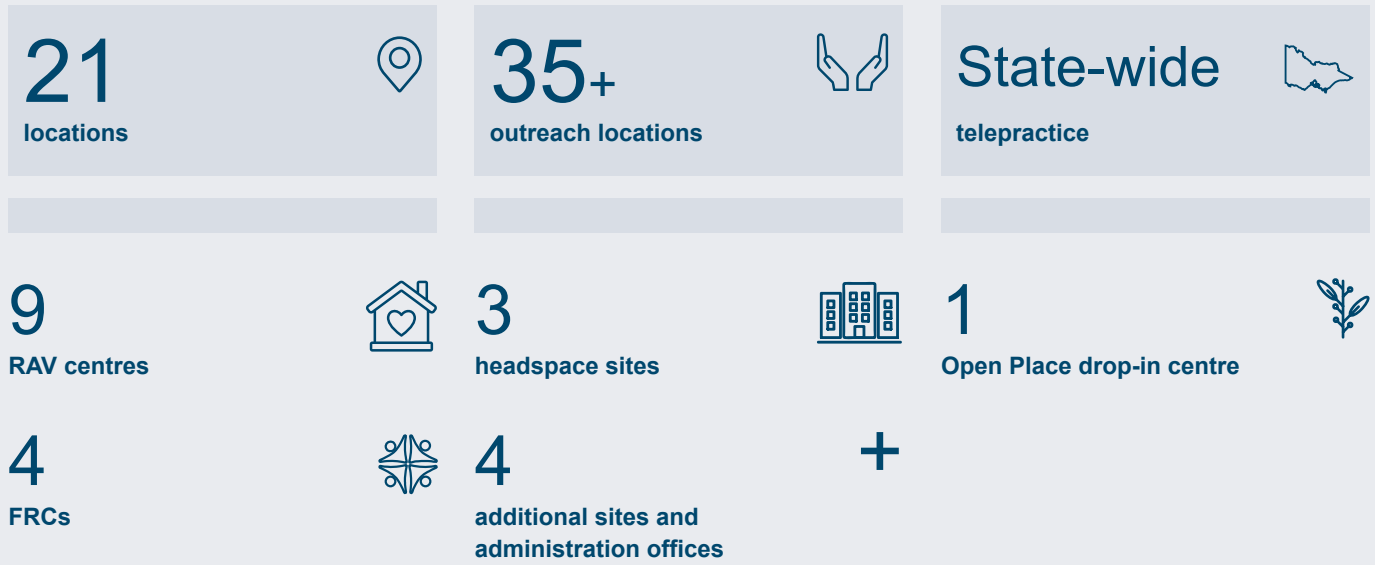 21
locations
35+
outreach locations
State-wide
telepractice
9
RAV centres
3
headspace sites
1
Open Place drop-in centre
4
FRCs
4
additional sites and
administration offices
+